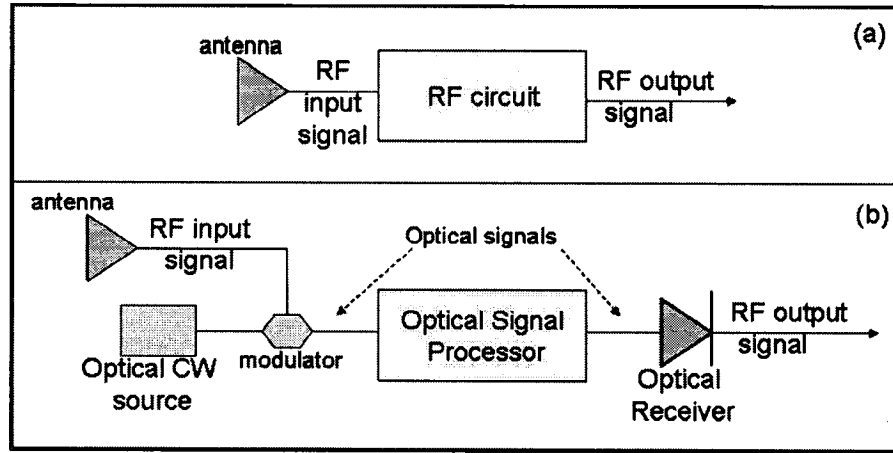 (a)
antenna
RF
input
signal
RF circuit
RF output
signal
(b)
antenna
RF input
signal
Optical signals
Optical CW
source
modulator
Optical Signal
Processor
Optical
Receiver
RF output
signal